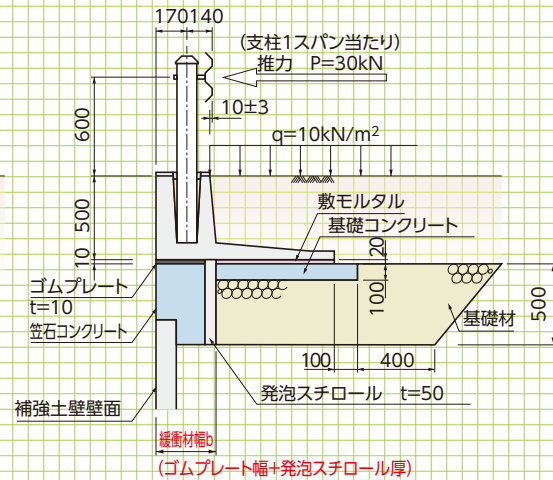 170 140
(支柱1スパン当たり)
推力 P=30kN
10±3
600
q=10kN/m²
500
敷モルタル
基礎コンクリート
10
20
ゴムプレート
t=10
100
500
笠石コンクリート
基礎材
100
400
発泡スチロール t=50
補強土壁壁面
緩衝材幅b
(ゴムプレート幅+発泡スチロール厚)